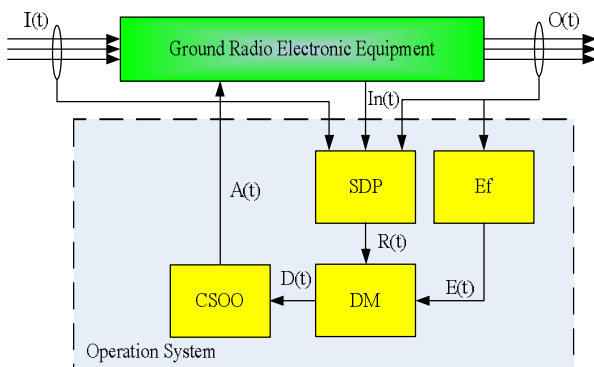 I(t)
O(t)
Ground Radio Electronic Equipment
In(t)
SDP
Ef
A(t)
R(t)
D(t)
E(t)
CSOO
DM
Operation System